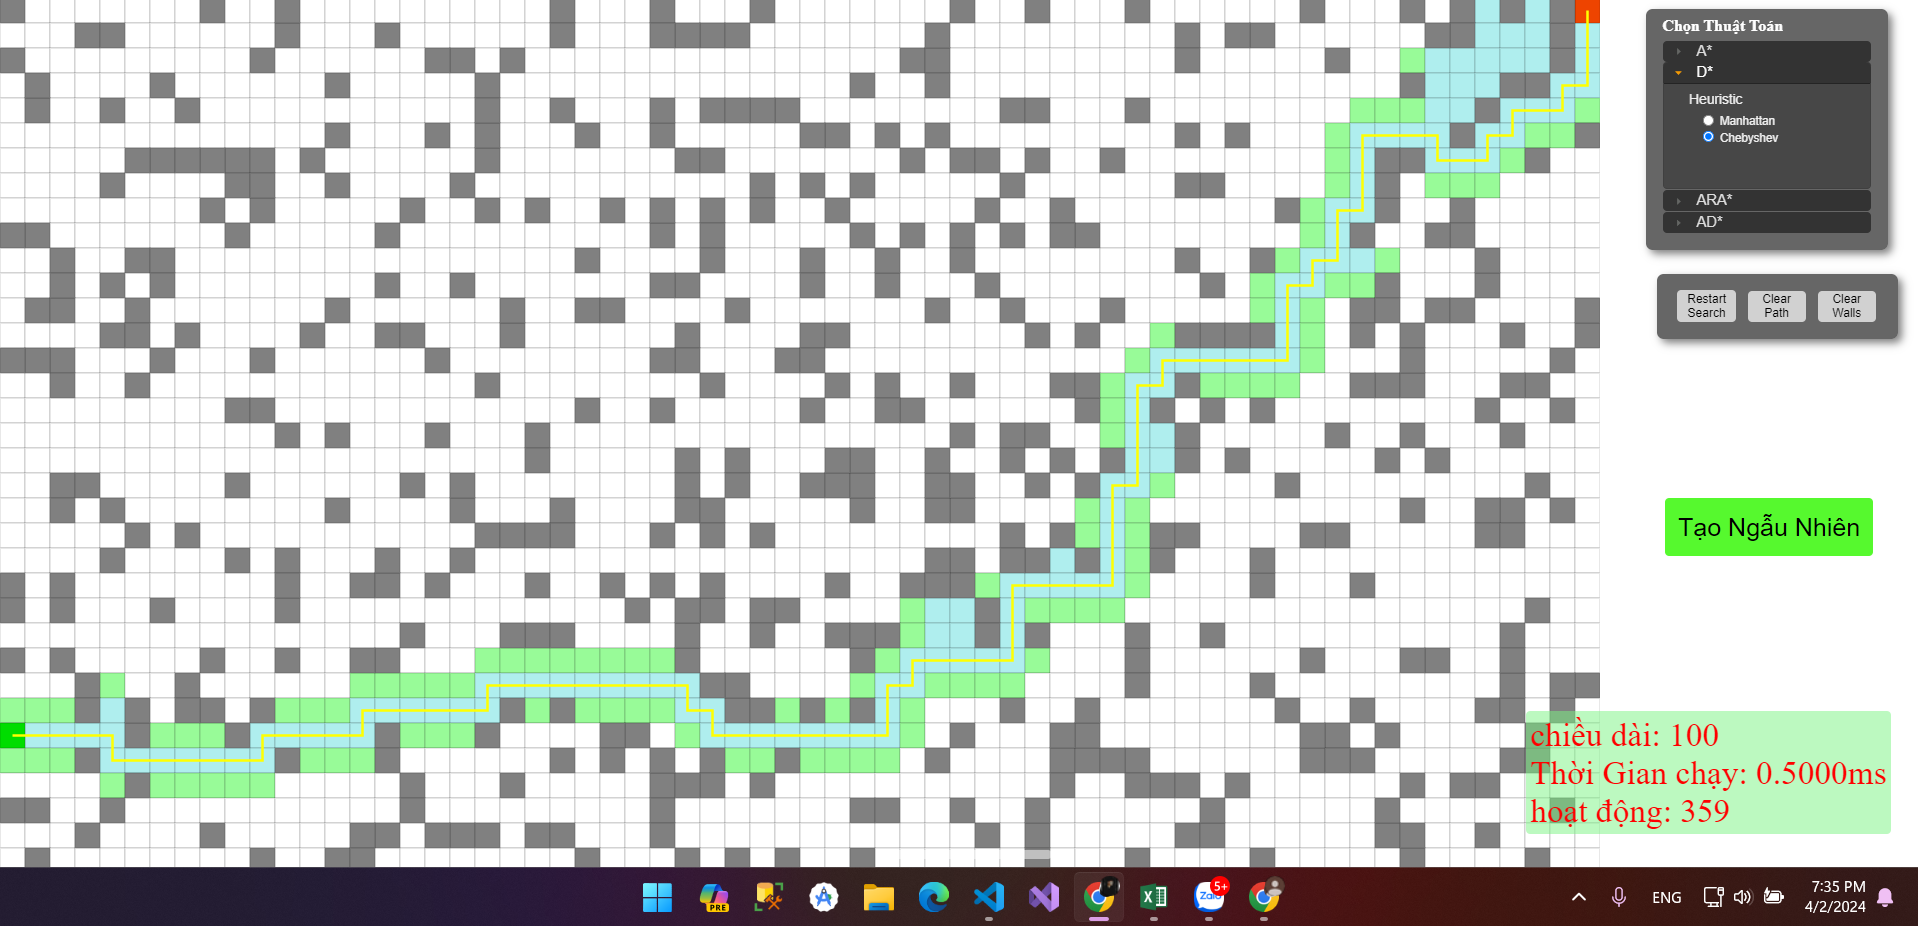 Chọn Thuật Toán
A*
D*
Heuristic
Manhattan
Chebyshev
ARA*
AD*
Restart
Search
Clear
Path
Clear
Walls
Tạo Ngẫu Nhiên
chiều dài: 100
Thời Gian chạy: 0.5000ms
hoạt động: 359
PRE
Zalo
5+
ENG
7:35 PM
4/2/2024